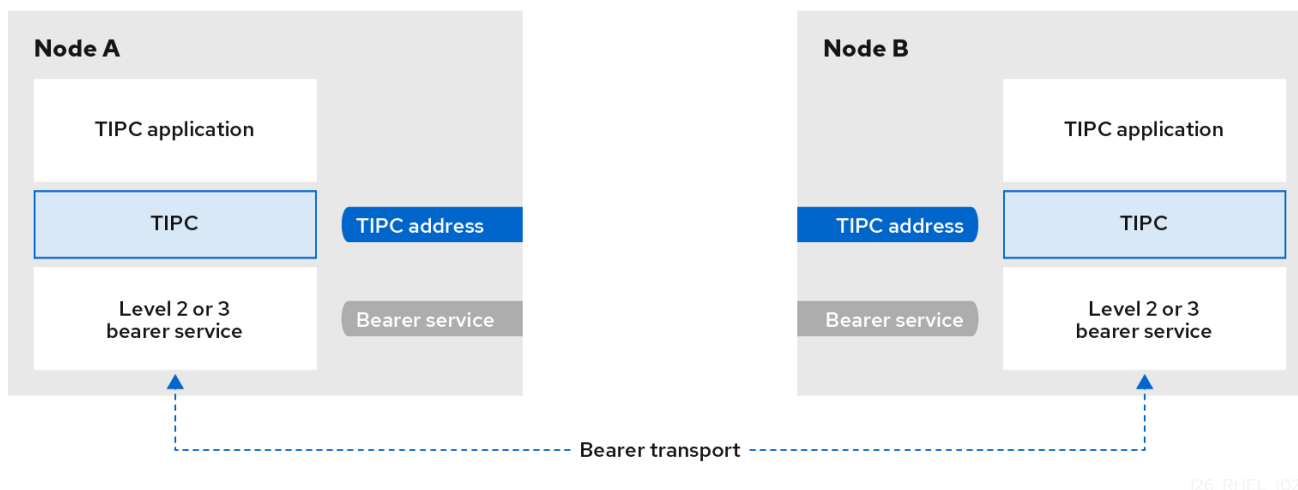 Node A
TIPC application
TIPC
TIPC address
Level 2 or 3
bearer service
Bearer service
Node B
TIPC application
TIPC address
TIPC
Bearer service
Level 2 or 3
bearer service
Bearer transport
126_RHEL_102